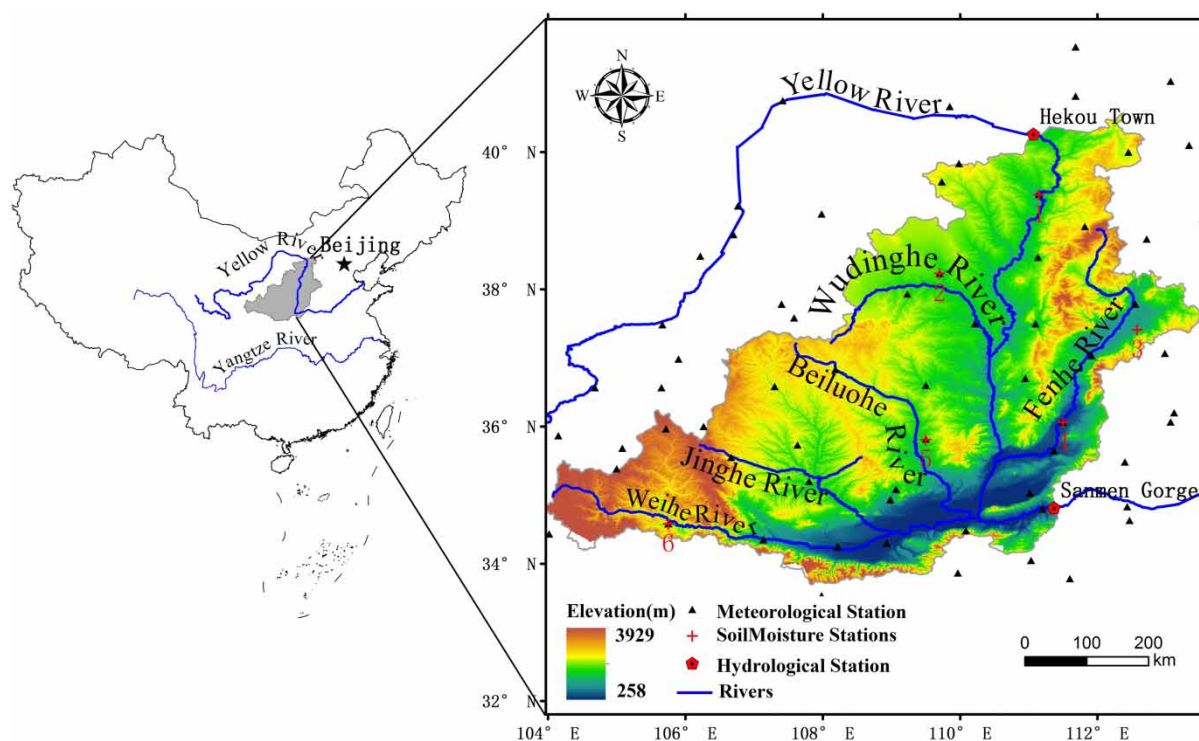 Yellow River
Beijing
Yangtze River
N
W E
S
Yellow River
Hekou Town
1
Wudinghe River
2
3
Fenhe River
4
Beiluohe River
5
Jinghe River
Weihe River
6
Sanmen Gorge
40° N
38° N
36° N
34° N
32° N
Elevation(m)
3929
258
Meteorological Station
SoilMoisture Stations
Hydrological Station
Rivers
0 100 200
km
104° E 106° E 108° E 110° E 112° E